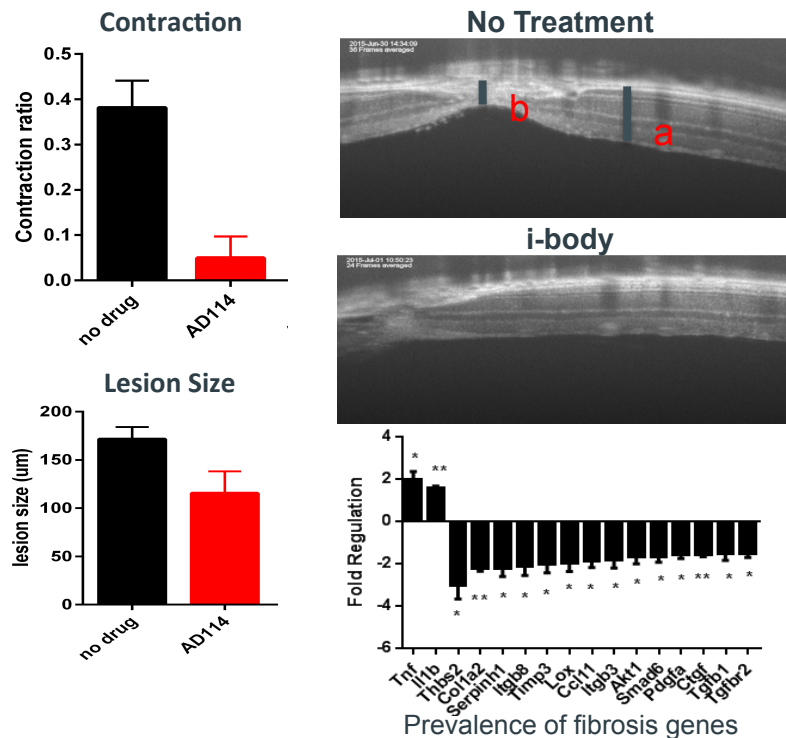 Contraction
Contraction ratio
0.5
0.4
0.3
0.2
0.1
0.0
no drug
AD114
No Treatment
2015-Jun-30 14:34:09
36 Frames averaged
b
a
i-body
2015-Jul-01 10:50:23
24 Frames averaged
Lesion Size
lesion size (um)
200
150
100
50
0
no drug
AD114
Fold Regulation
4
2
0
-2
-4
-6
*
**
*
**
*
*
*
*
*
*
*
*
*
**
*
*
Tnf
Il1b
Thbs2
Col1a2
Serpinh1
Itgb8
Timp3
Lox
Ccl11
Itgb3
Akt1
Smad6
Pdgfa
Ctgf
Tgfb1
Tgfbr2
Prevalence of fibrosis genes